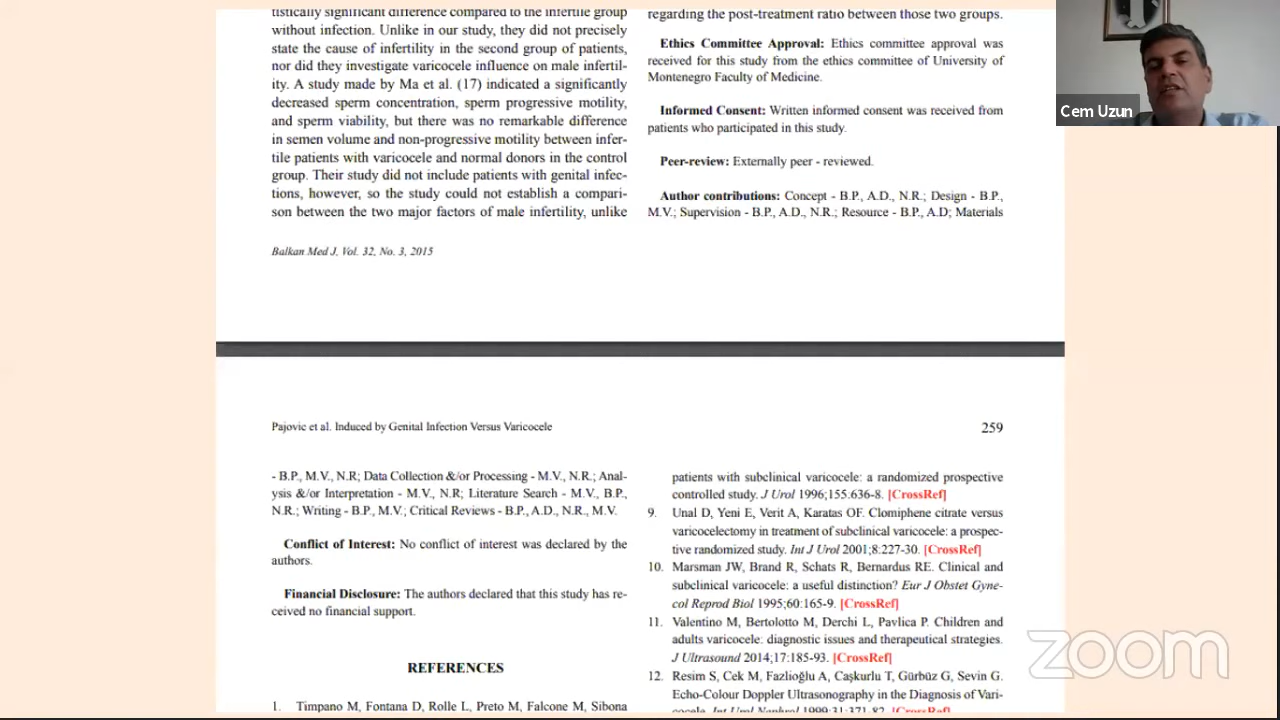 tistically significant difference compared to the infertile group
without infection. Unlike in our study, they did not precisely
state the cause of infertility in the second group of patients,
nor did they investigate varicocele influence on male infertil-
ity. A study made by Ma et al. (17) indicated a significantly
decreased sperm concentration, sperm progressive motility,
and sperm viability, but there was no remarkable difference
in semen volume and non-progressive motility between infer-
tile patients with varicocele and normal donors in the control
group. Their study did not include patients with genital infec-
tions, however, so the study could not establish a compari-
son between the two major factors of male infertility, unlike
regarding the post-treatment ratio between those two groups.
Ethics Committee Approval: Ethics committee approval was
received for this study from the ethics committee of University of
Montenegro Faculty of Medicine.
Informed Consent: Written informed consent was received from
patients who participated in this study.
Peer-review: Externally peer - reviewed.
Author contributions: Concept - B.P., A.D., N.R.; Design - B.P.,
M.V.; Supervision - B.P., A.D., N.R.; Resource - B.P., A.D; Materials
Balkan Med J, Vol. 32, No. 3, 2015
Pajovic et al. Induced by Genital Infection Versus Varicocele
259
- B.P., M.V., N.R; Data Collection &/or Processing - M.V., N.R.; Anal-
ysis &/or Interpretation - M.V., N.R; Literature Search - M.V., B.P.,
N.R.; Writing - B.P., M.V.; Critical Reviews - B.P., A.D., N.R., M.V.
Conflict of Interest: No conflict of interest was declared by the
authors.
Financial Disclosure: The authors declared that this study has re-
ceived no financial support.
REFERENCES
1. Timpano M, Fontana D, Rolle L, Preto M, Falcone M, Sibona
patients with subclinical varicocele: a randomized prospective
controlled study. J Urol 1996;155:636-8. [CrossRef]
9. Unal D, Yeni E, Verit A, Karatas OF. Clomiphene citrate versus
varicocelectomy in treatment of subclinical varicocele: a prospec-
tive randomized study. Int J Urol 2001;8:227-30. [CrossRef]
10. Marsman JW, Brand R, Schats R, Bernardus RE. Clinical and
subclinical varicocele: a useful distinction? Eur J Obstet Gyne-
col Reprod Biol 1995;60:165-9. [CrossRef]
11. Valentino M, Bertolotto M, Derchi L, Pavlica P. Children and
adults varicocele: diagnostic issues and therapeutical strategies.
J Ultrasound 2014;17:185-93. [CrossRef]
12. Resim S, Cek M, Fazlıoğlu A, Caşkurlu T, Gürbüz G, Sevin G.
Echo-Colour Doppler Ultrasonography in the Diagnosis of Vari-
cocele. Int Urol Nephrol 1999;31:371-82. [CrossRef]
Cem Uzun
zoom